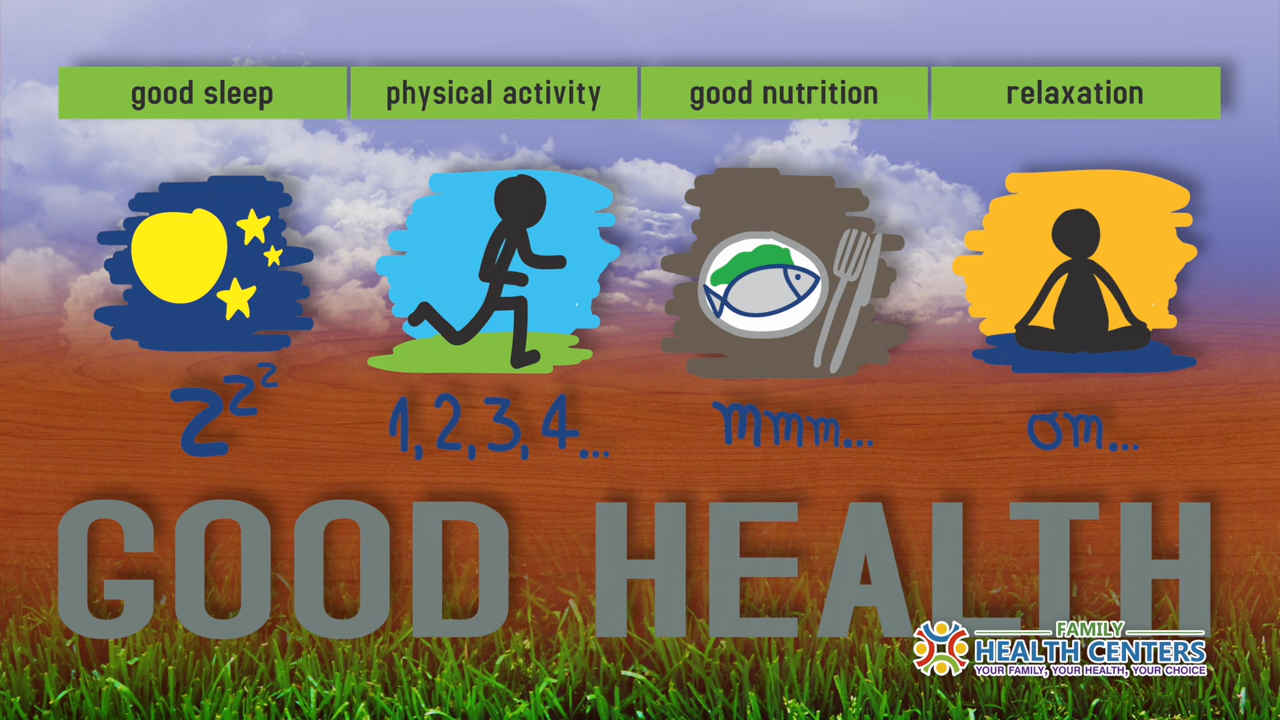 good sleep
physical activity
good nutrition
relaxation
zzz
1, 2, 3, 4...
mmm...
om...
GOOD HEALTH
FAMILY
HEALTH CENTERS
YOUR FAMILY, YOUR HEALTH, YOUR CHOICE